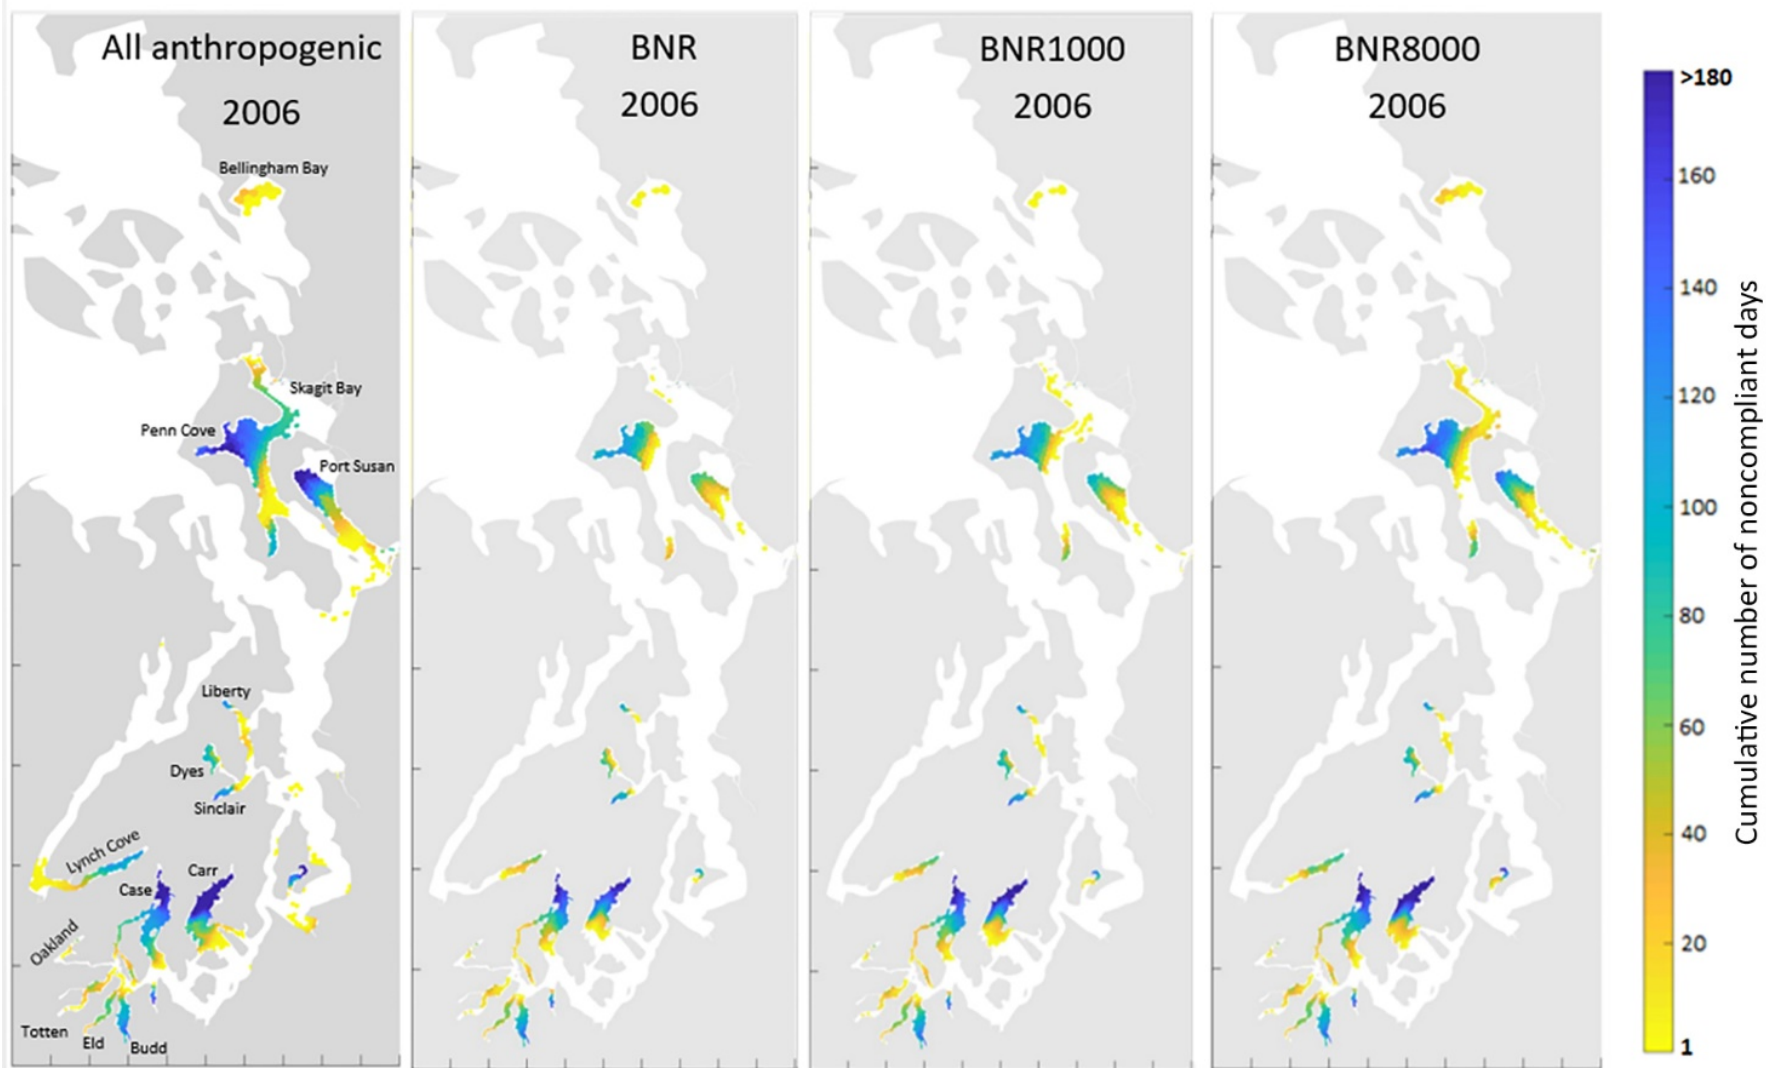 All anthropogenic
2006
BNR
2006
BNR1000
2006
BNR8000
2006
Bellingham Bay
Skagit Bay
Penn Cove
Port Susan
Liberty
Dyes
Sinclair
Lynch Cove
Carr
Case
Oakland
Totten
Eld
Budd
>180
160
140
120
100
80
60
40
20
1
Cumulative number of noncompliant days